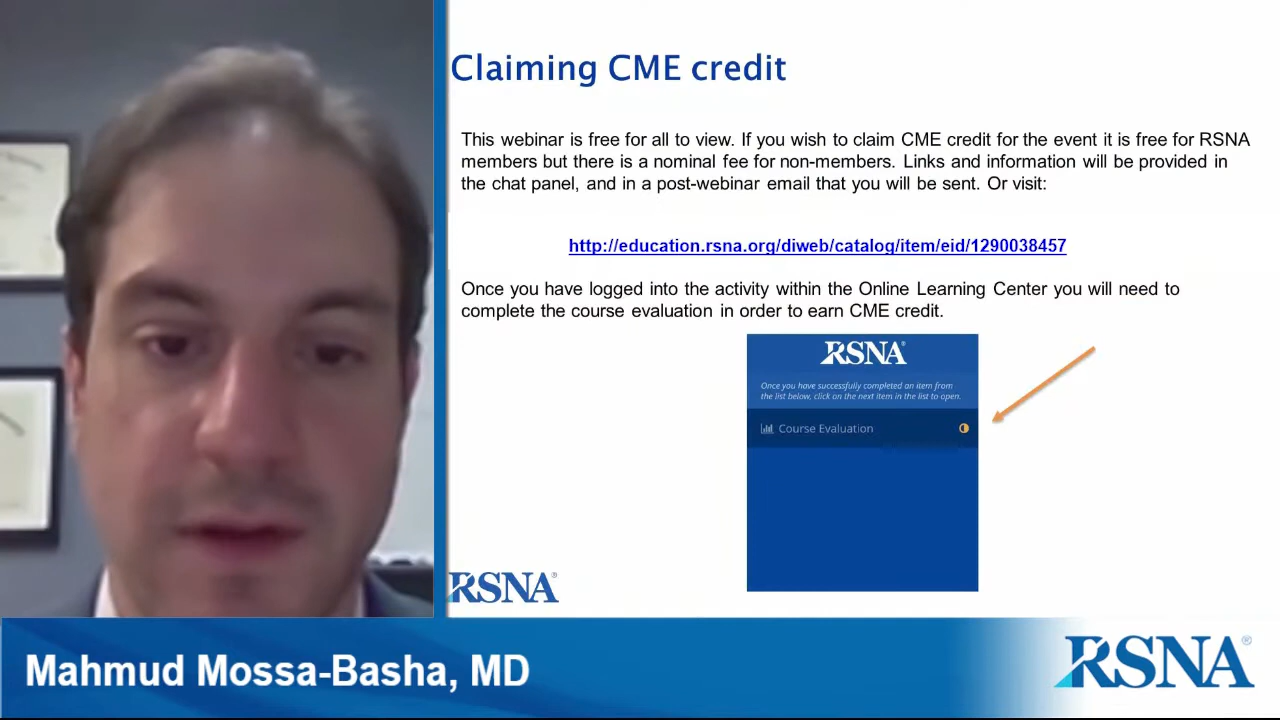 Claiming CME credit
This webinar is free for all to view. If you wish to claim CME credit for the event it is free for RSNA
members but there is a nominal fee for non-members. Links and information will be provided in
the chat panel, and in a post-webinar email that you will be sent. Or visit:
http://education.rsna.org/diweb/catalog/item/eid/1290038457
Once you have logged into the activity within the Online Learning Center you will need to
complete the course evaluation in order to earn CME credit.
RSNA®
Once you have successfully completed an item from
the list below, click on the next item in the list to open.
Course Evaluation
RSNA®
Mahmud Mossa-Basha, MD
RSNA®